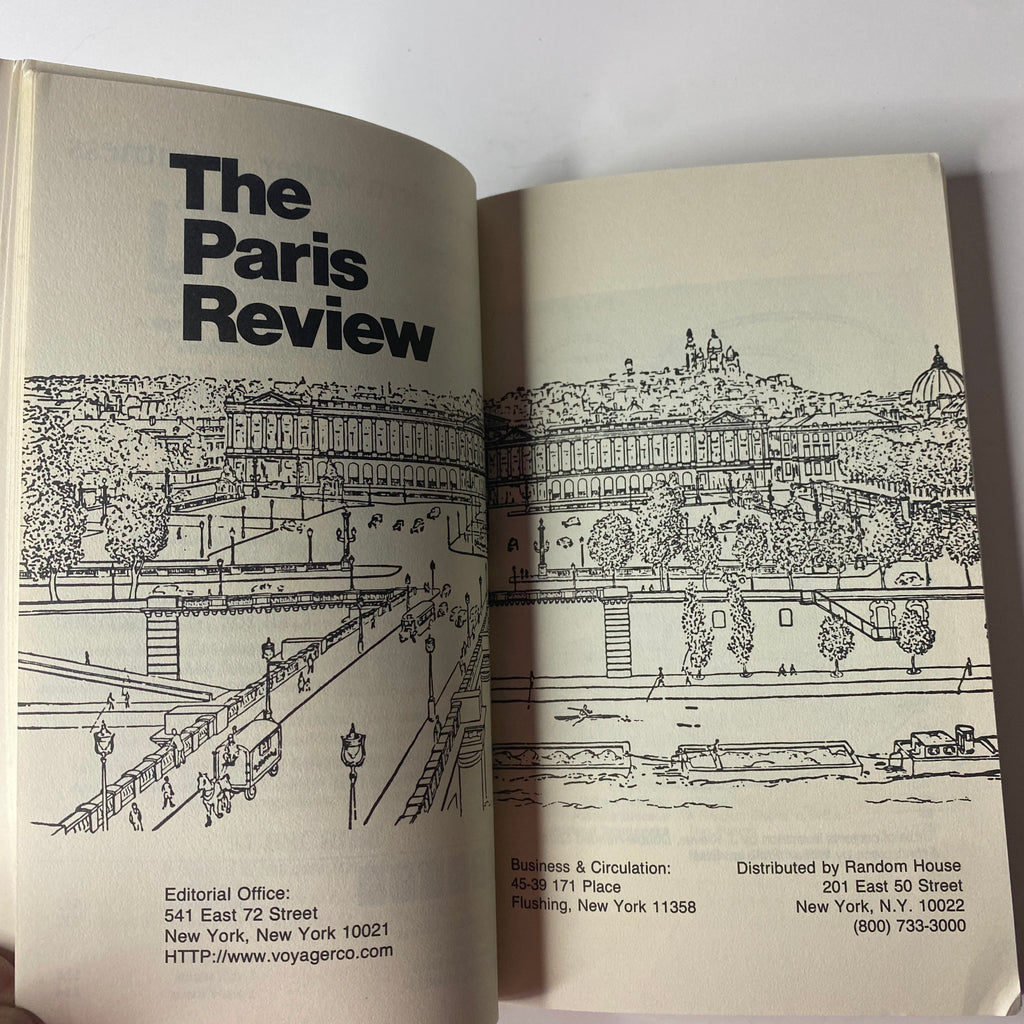 The
Paris
Review
Editorial Office:
541 East 72 Street
New York, New York 10021
HTTP://www.voyagerco.com
Business & Circulation:
45-39 171 Place
Flushing, New York 11358
Distributed by Random House
201 East 50 Street
New York, N.Y. 10022
(800) 733-3000